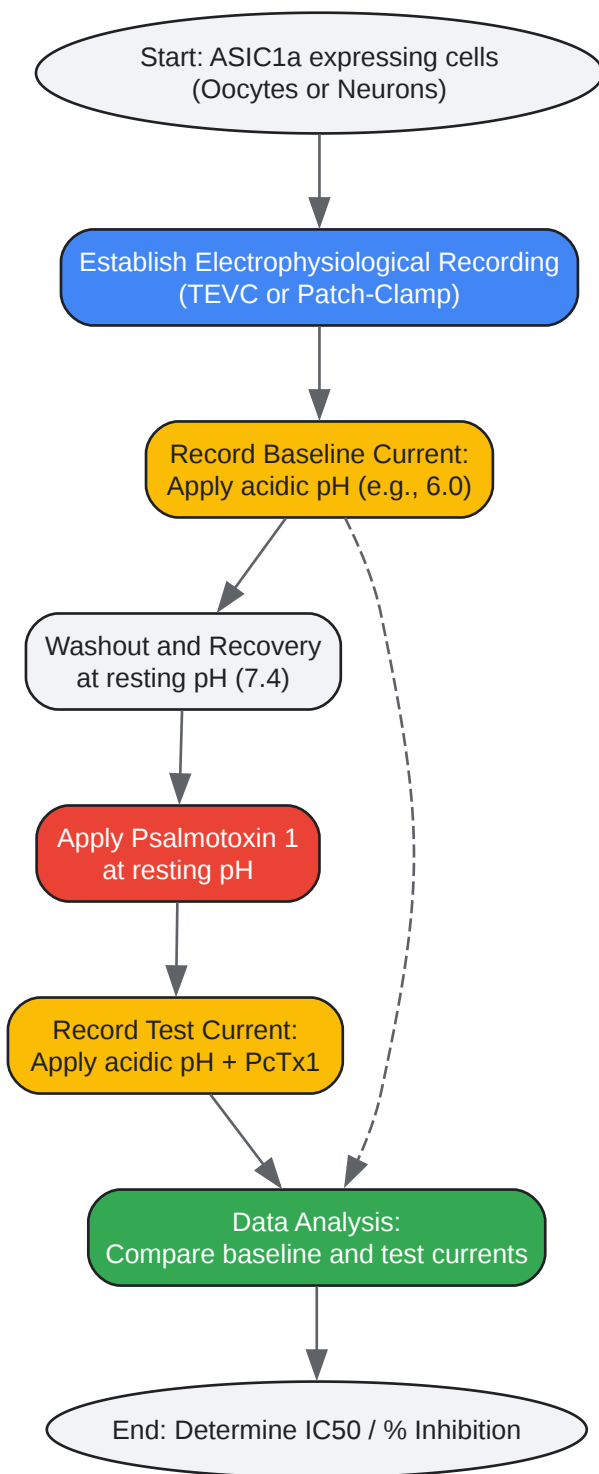 Start: ASIC1a expressing cells
(Oocytes or Neurons)
Establish Electrophysiological Recording
(TEVC or Patch-Clamp)
Record Baseline Current:
Apply acidic pH (e.g., 6.0)
Washout and Recovery
at resting pH (7.4)
Apply Psalmotoxin 1
at resting pH
Record Test Current:
Apply acidic pH + PcTx1
Data Analysis:
Compare baseline and test currents
End: Determine IC50 / % Inhibition